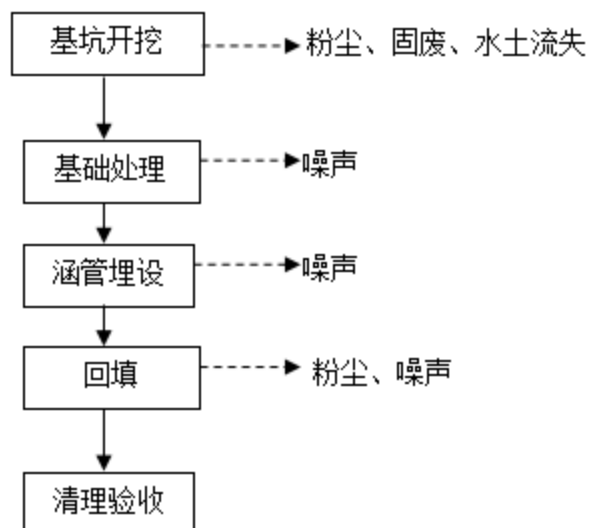 基坑开挖
粉尘、固废、水土流失
基础处理
噪声
涵管埋设
噪声
回填
粉尘、噪声
清理验收